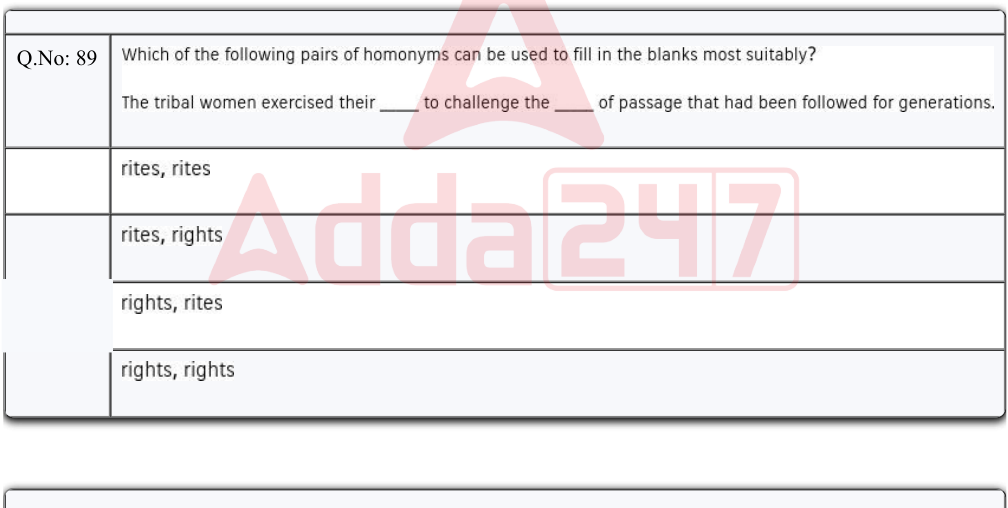 Q.No: 89
Which of the following pairs of homonyms can be used to fill in the blanks most suitably?
The tribal women exercised their ____ to challenge the ____ of passage that had been followed for generations.
rites, rites
rites, rights
rights, rites
rights, rights
Adda247